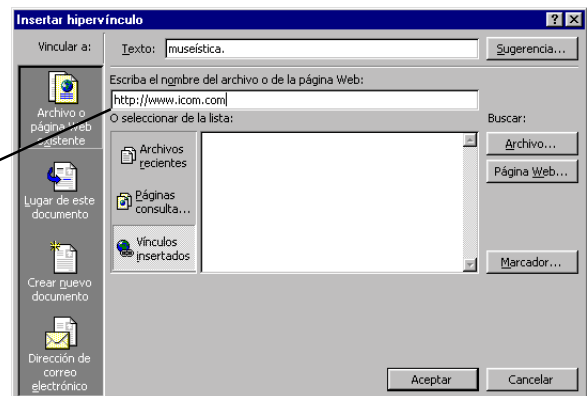 Insertar hipervínculo
Vincular a:
Texto: museística.
Sugerencia...
Archivo o
página Web
existente
Escriba el nombre del archivo o de la página Web:
http://www.icom.com
O seleccionar de la lista:
Archivos
recientes
Páginas
consulta...
Vínculos
insertados
Buscar:
Archivo...
Página Web...
Marcador...
Lugar de este
documento
Crear nuevo
documento
Dirección de
correo
electrónico
Aceptar
Cancelar